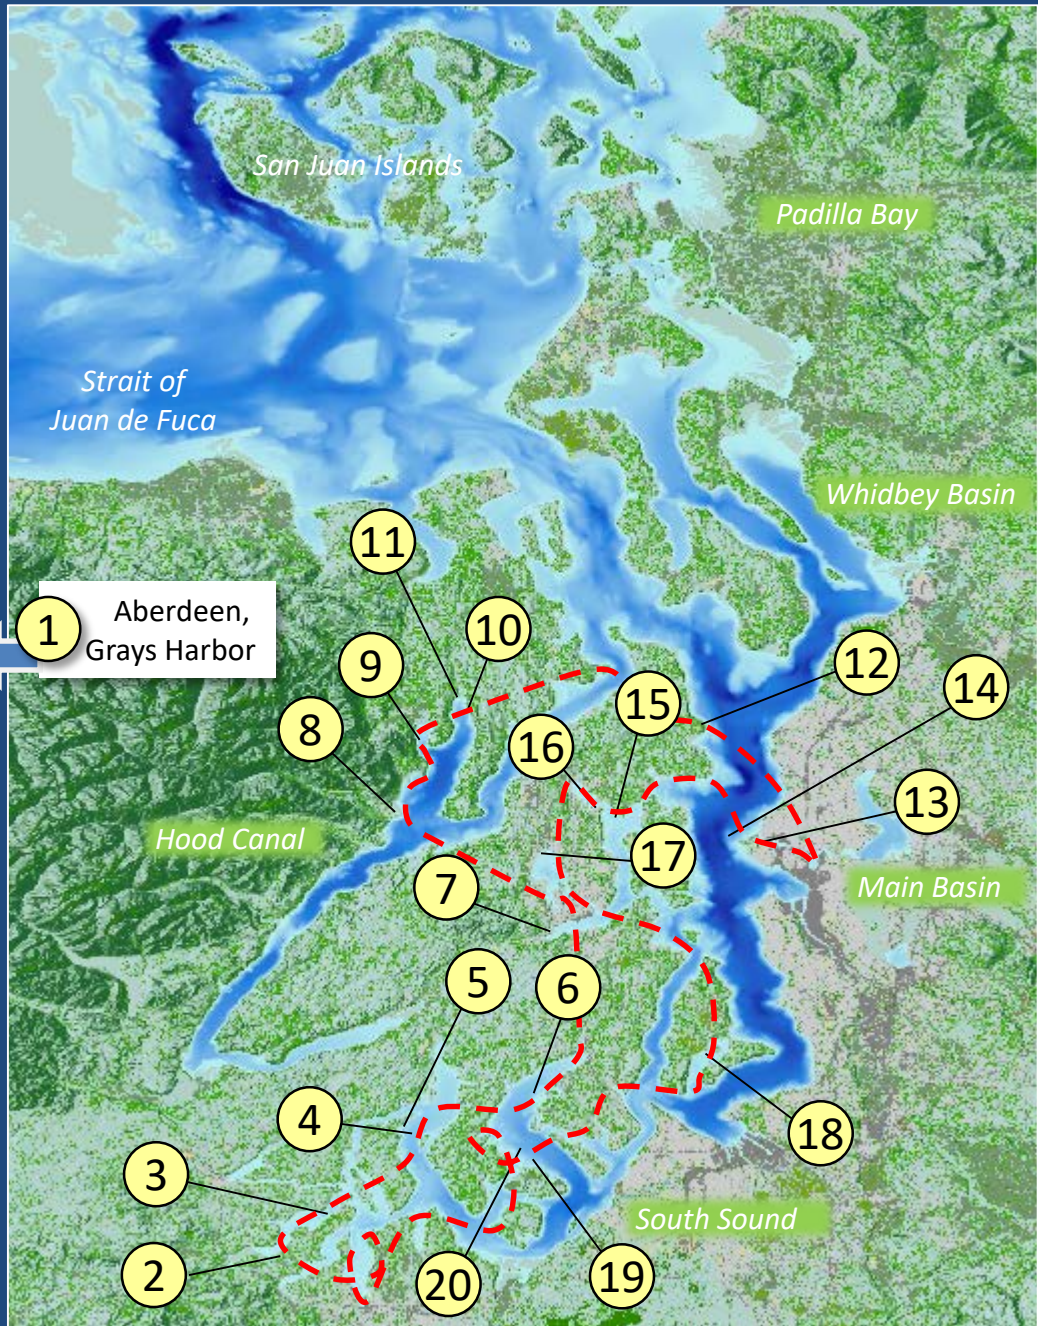 San Juan Islands
Padilla Bay
Strait of
Juan de Fuca
Whidbey Basin
11
1
Aberdeen,
Grays Harbor
10
9
12
14
15
8
16
13
Hood Canal
17
7
Main Basin
5
6
4
18
3
South Sound
2
20
19